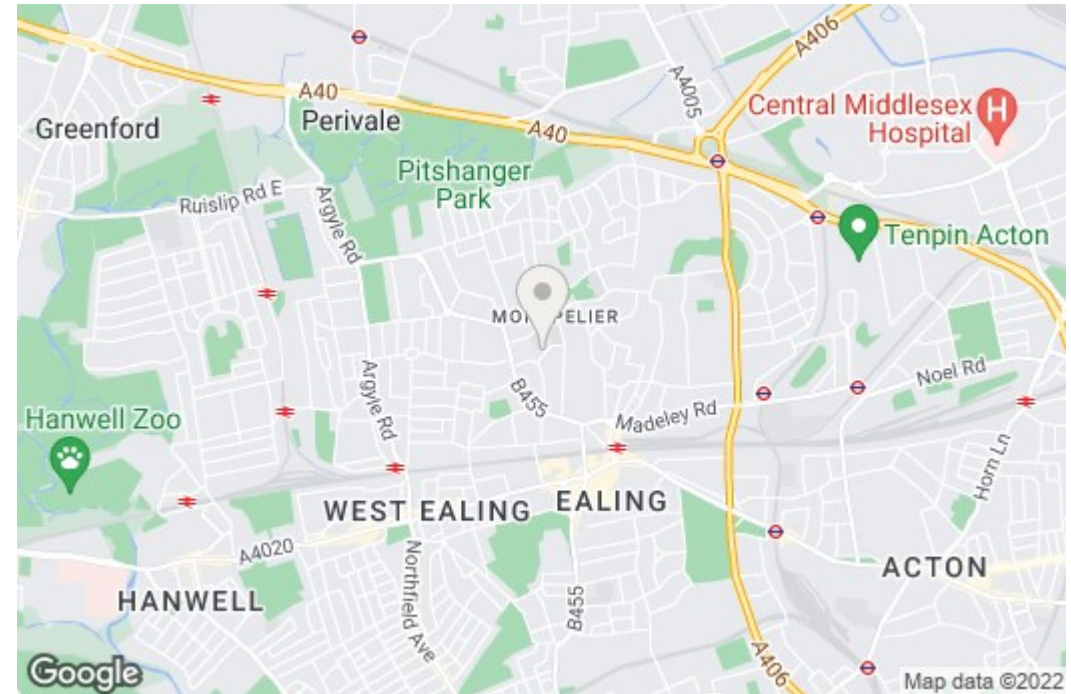 A406
A40
A4005
Central Middlesex
Hospital
H
Greenford
Perivale
A40
Pitshanger
Park
Ruislip Rd E
Argyle Rd
Tenpin Acton
PELIER
Noel Rd
Argyle Rd
B455
Madeley Rd
Hanwell Zoo
Horn Ln
WEST EALING
EALING
A4020
Northfield Ave
ACTON
HANWELL
B455
A406
Google
Map data ©2022